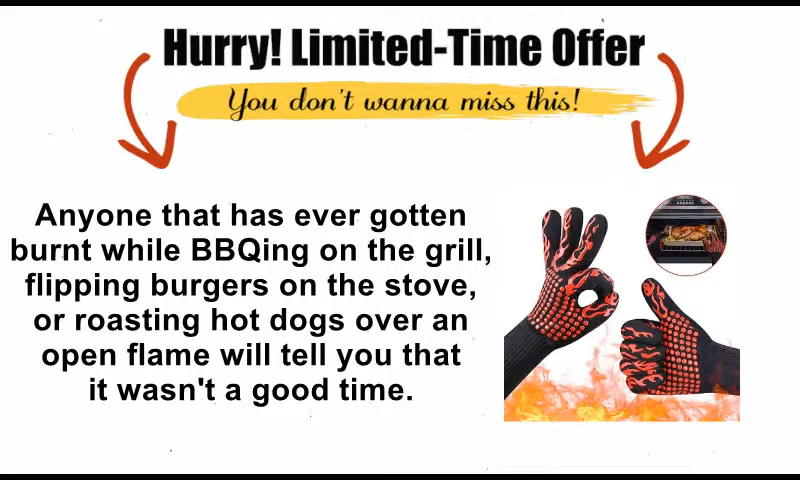 Hurry! Limited-Time Offer
You don't wanna miss this!
Anyone that has ever gotten
burnt while BBQing on the grill,
flipping burgers on the stove,
or roasting hot dogs over an
open flame will tell you that
it wasn't a good time.